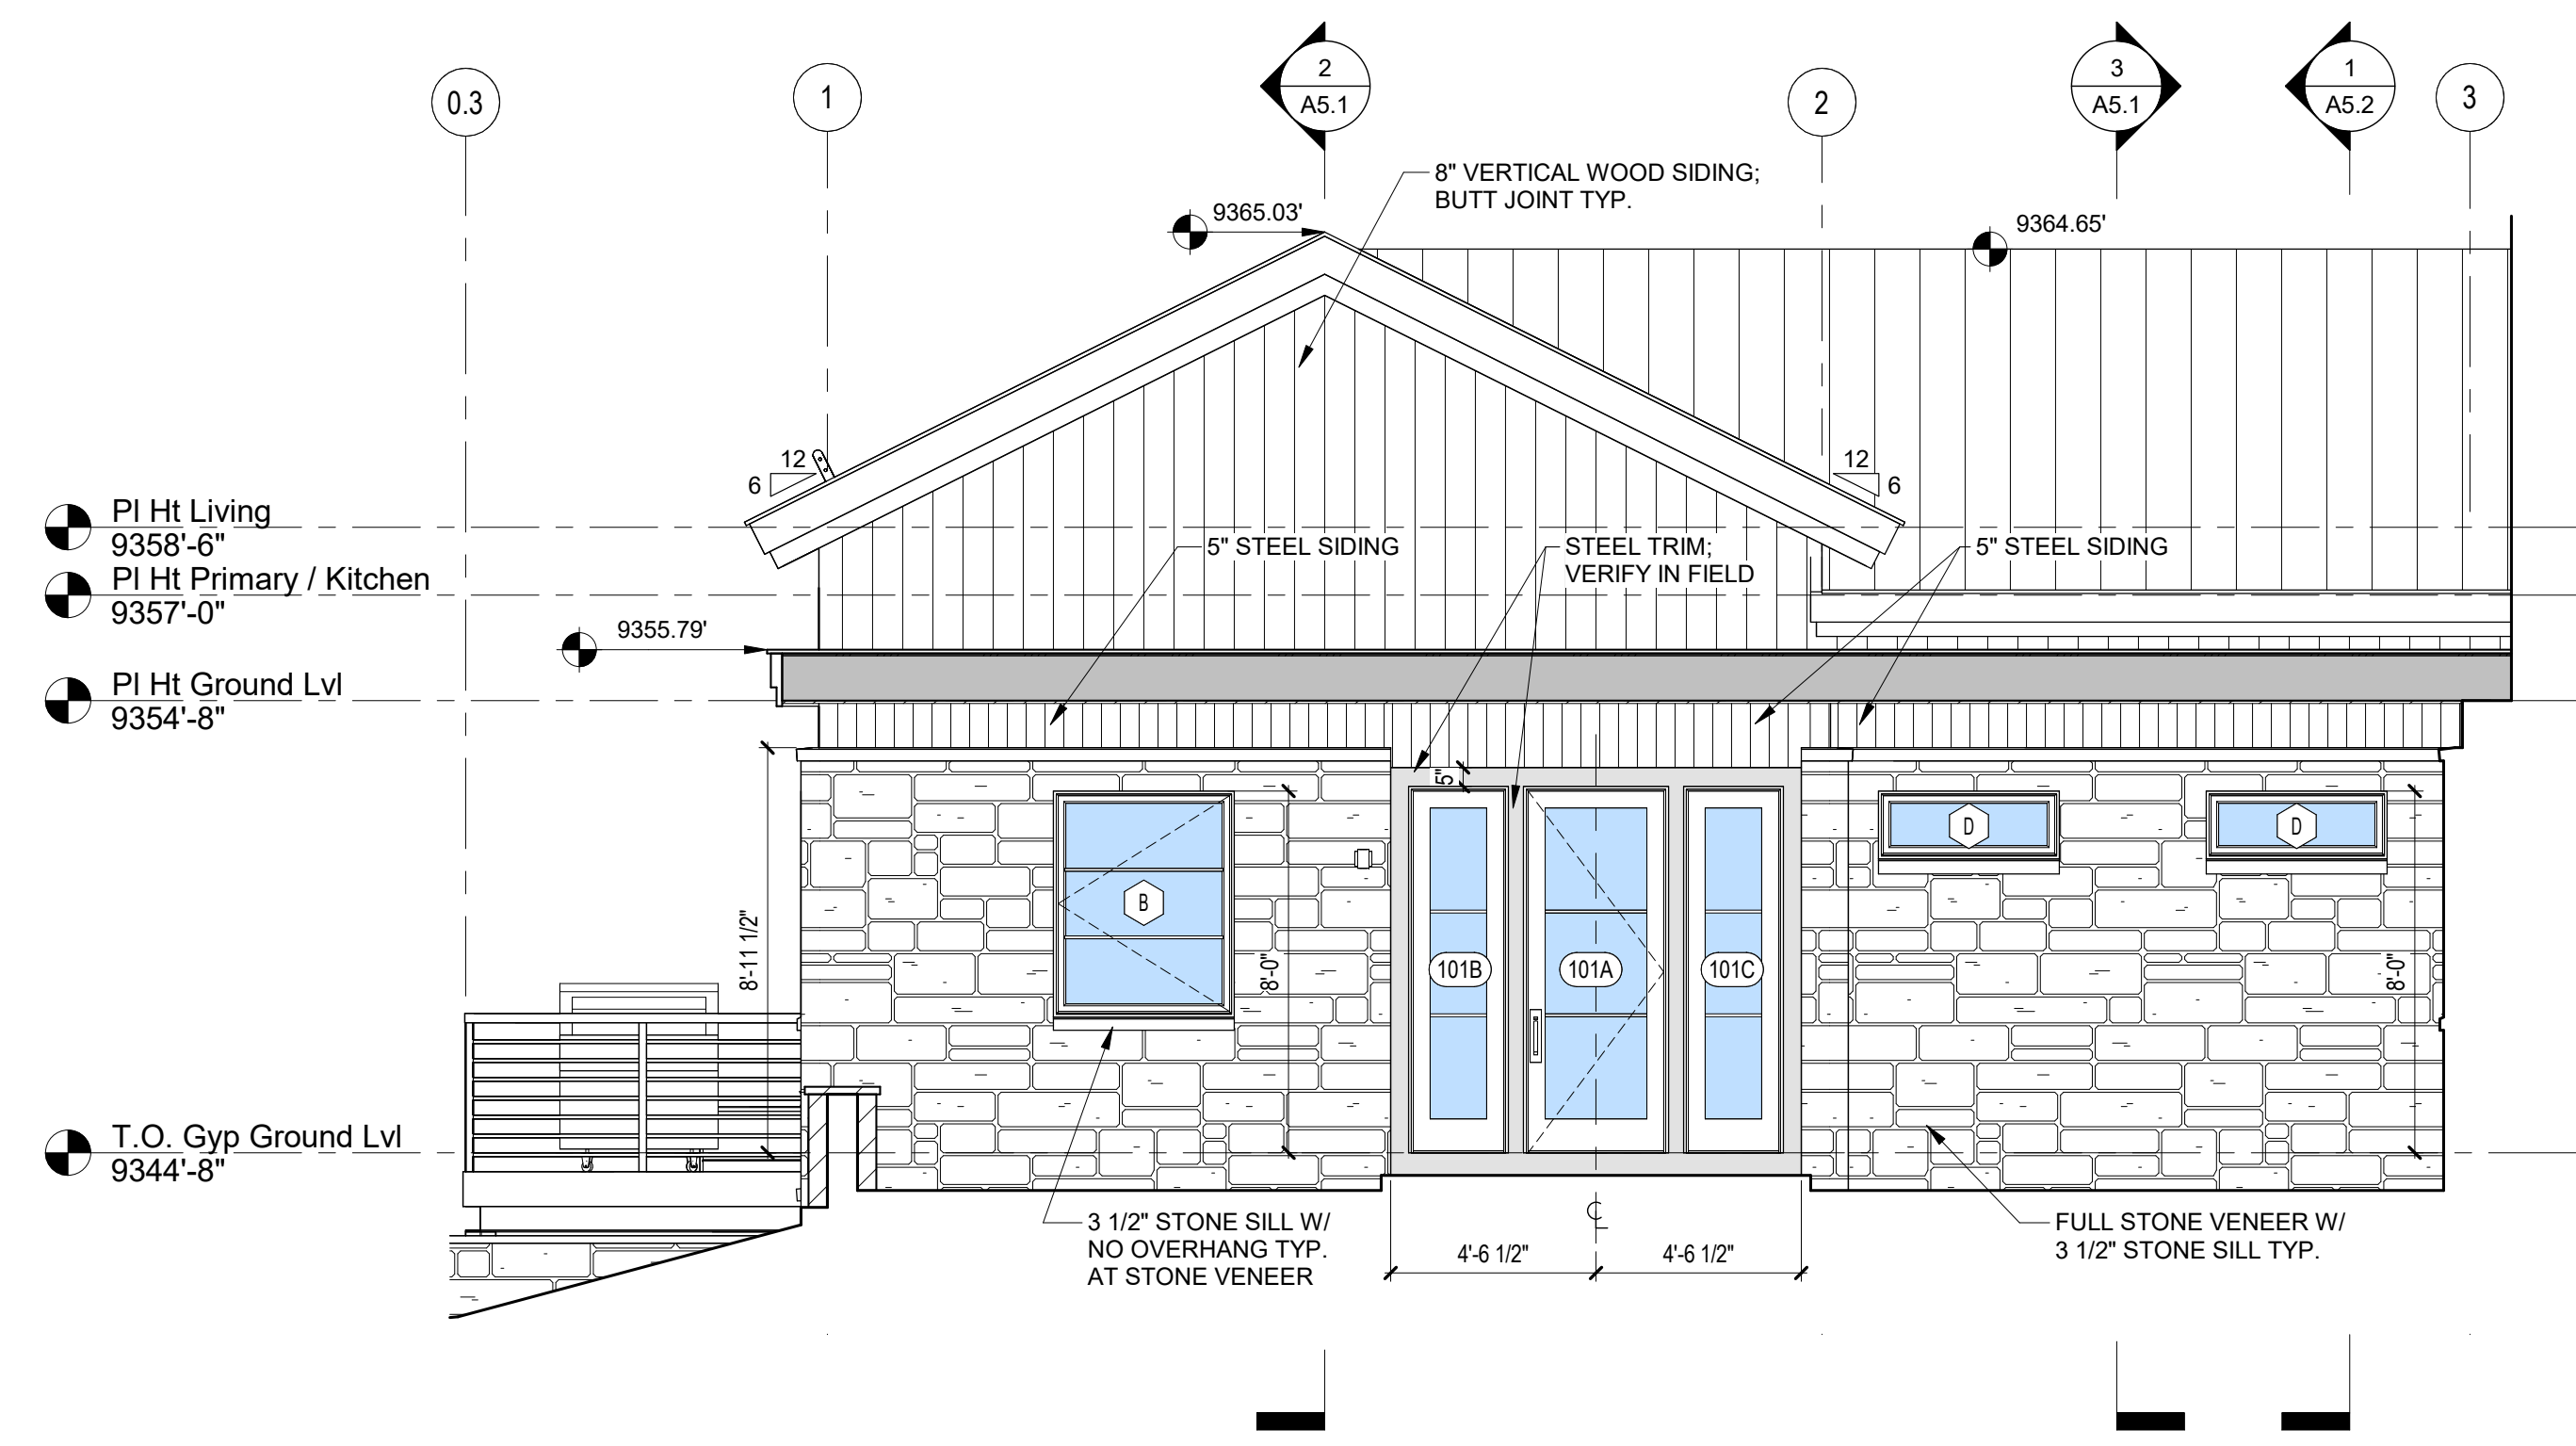 0.3
1
2
A5.1
2
3
A5.1
1
A5.2
3
8" VERTICAL WOOD SIDING;
BUTT JOINT TYP.
9365.03'
9364.65'
12
6
12
6
Pl Ht Living
9358'-6"
Pl Ht Primary / Kitchen
9357'-0"
5" STEEL SIDING
STEEL TRIM;
VERIFY IN FIELD
5" STEEL SIDING
9355.79'
Pl Ht Ground Lvl
9354'-8"
5"
B
D
D
8'-11 1/2"
8'-0"
101B
101A
101C
8'-0"
T.O. Gyp Ground Lvl
9344'-8"
3 1/2" STONE SILL W/
NO OVERHANG TYP.
AT STONE VENEER
CL
4'-6 1/2"
4'-6 1/2"
FULL STONE VENEER W/
3 1/2" STONE SILL TYP.